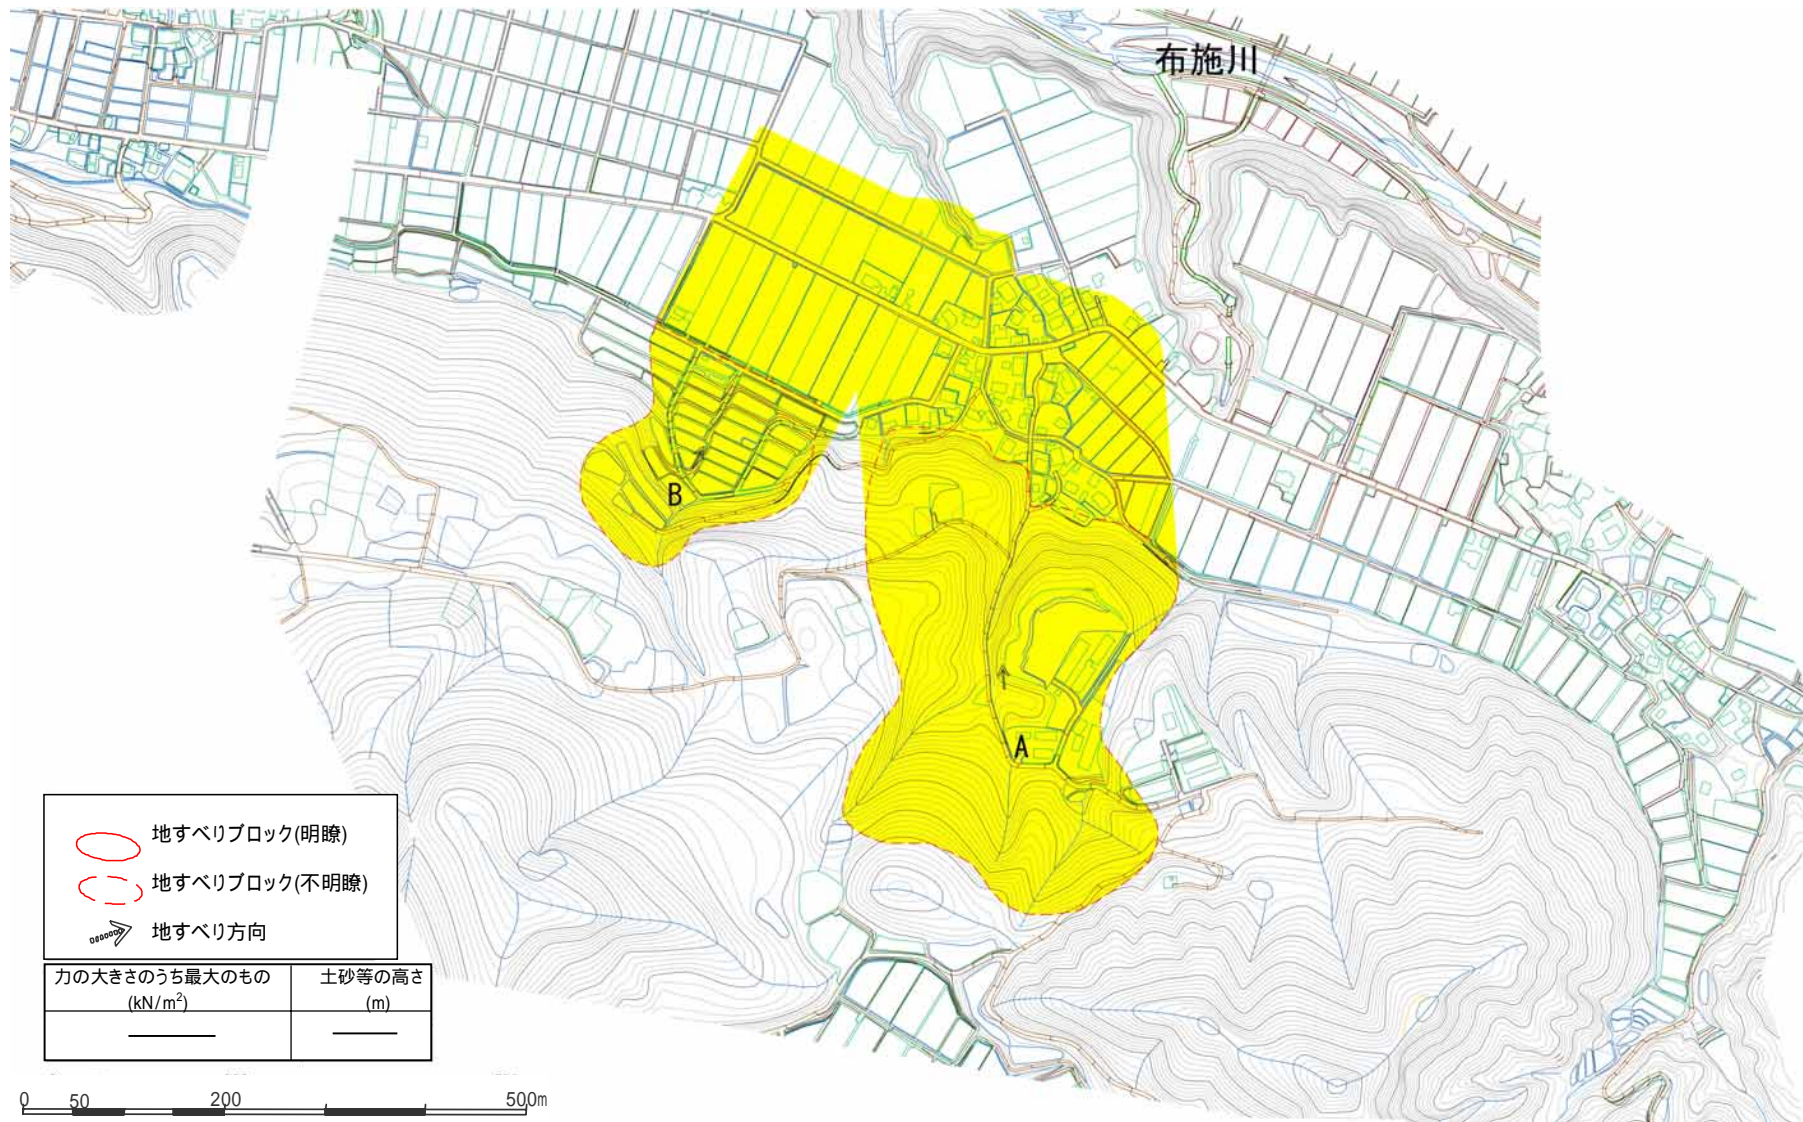 布施川
B
A
地すべりブロック(明瞭)
地すべりブロック(不明瞭)
地すべり方向
力の大きさのうち最大のもの
(kN/m²)
土砂等の高さ
(m)
0 50 200 500m